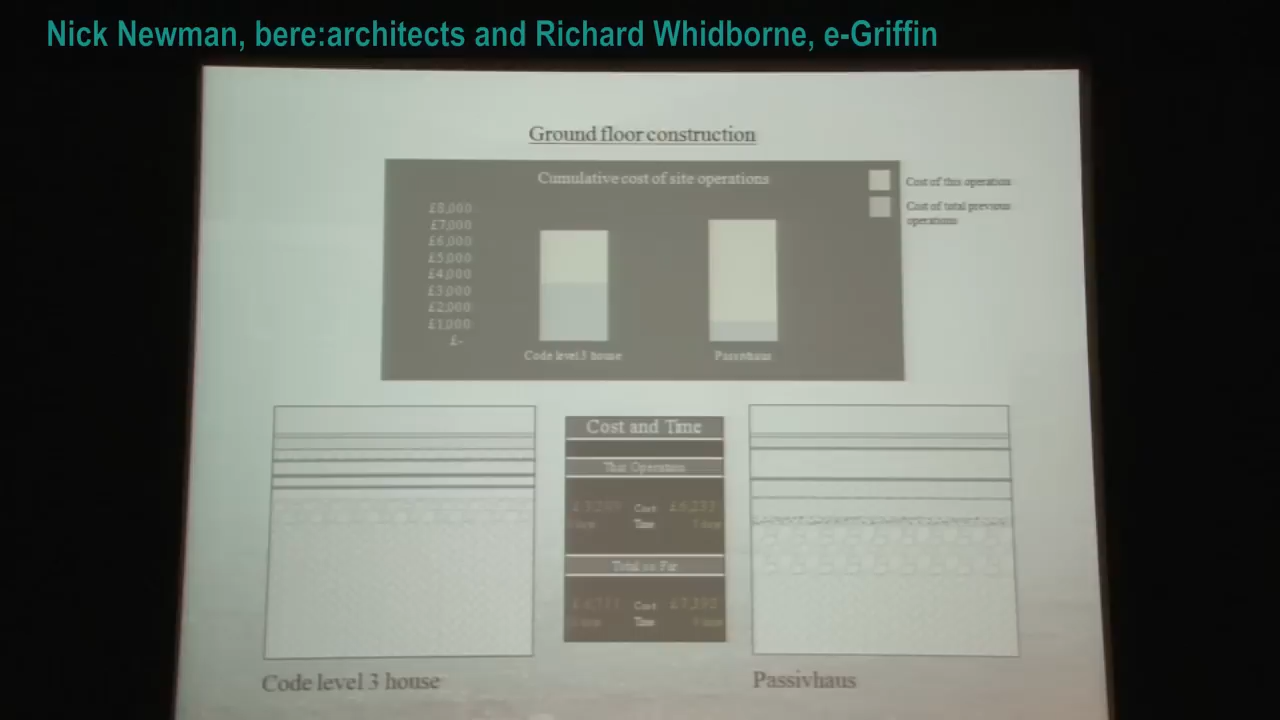 Nick Newman, bere:architects and Richard Whidborne, e-Griffin
Ground floor construction
Cumulative cost of site operations
Cost of this operation
Cost of total previous
operations
£8,000
£7,000
£6,000
£5,000
£4,000
£3,000
£2,000
£1,000
£-
Code level 3 house
Passivhaus
Cost and Time
This Operation
Cost
Time
Total so Far
Cost
Time
Code level 3 house
Passivhaus